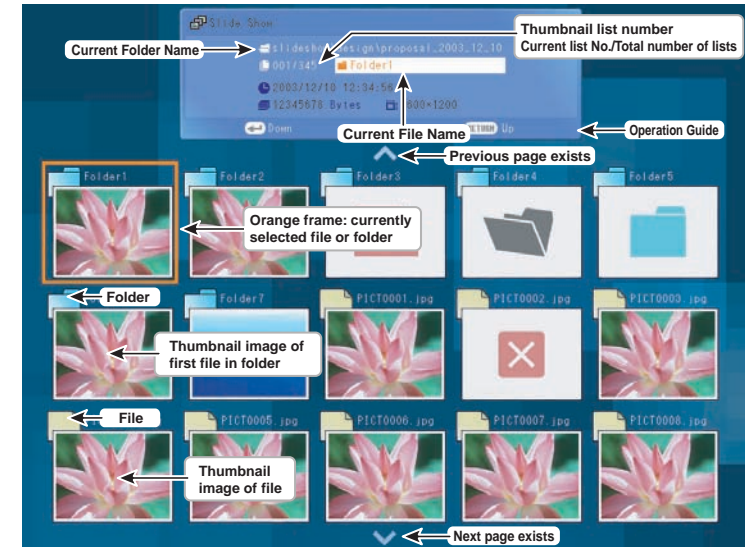 Slide Show
Thumbnail list number
Current list No./Total number of lists
Current Folder Name
slidesho design\proposal_2003_12_10
001/345 Folder1
2003/12/10 12:34:56
12345678 Bytes 1600*1200
Down
Current File Name
Up
Operation Guide
Previous page exists
Folder1
Folder2
Folder3
Folder4
Folder5
Orange frame: currently
selected file or folder
Folder
Folder7
PICT0001.jpg
PICT0002.jpg
PICT0003.jpg
Thumbnail image of
first file in folder
File
PICT0005.jpg
PICT0006.jpg
PICT0007.jpg
PICT0008.jpg
Thumbnail
image of file
Next page exists